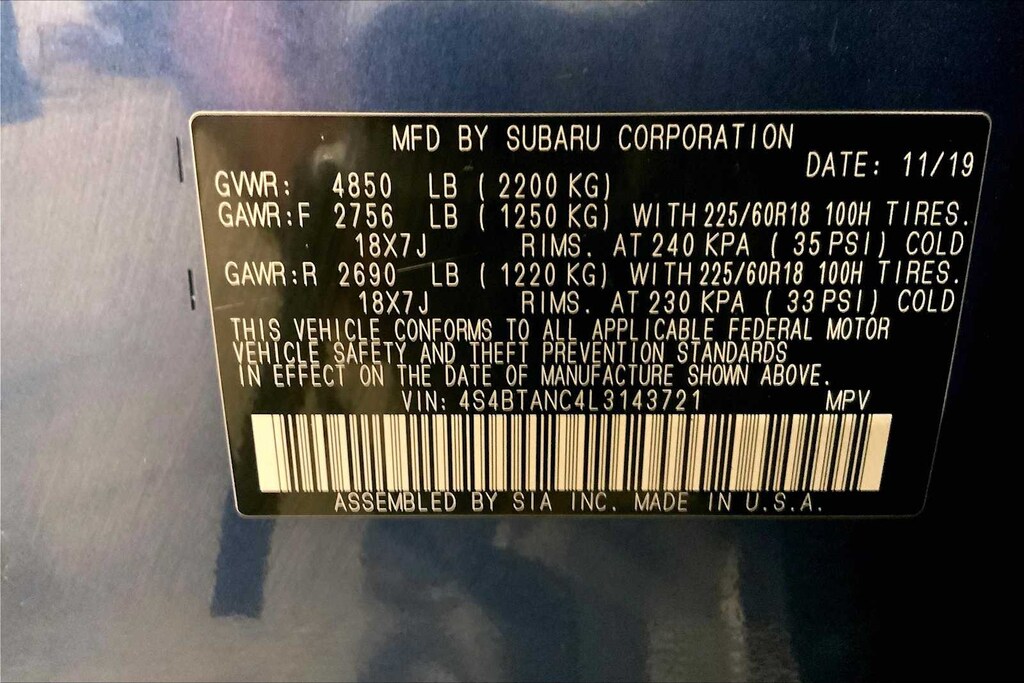 MFD BY SUBARU CORPORATION
DATE: 11/19
GVWR: 4850 LB ( 2200 KG)
GAWR:F 2756 LB ( 1250 KG) WITH 225/60R18 100H TIRES.
18X7J RIMS. AT 240 KPA ( 35 PSI) COLD
GAWR:R 2690 LB ( 1220 KG) WITH 225/60R18 100H TIRES.
18X7J RIMS. AT 230 KPA ( 33 PSI) COLD
THIS VEHICLE CONFORMS TO ALL APPLICABLE FEDERAL MOTOR
VEHICLE SAFETY AND THEFT PREVENTION STANDARDS
IN EFFECT ON THE DATE OF MANUFACTURE SHOWN ABOVE.
VIN: 4S4BTANC4L3143721 MPV
ASSEMBLED BY SIA INC. MADE IN U.S.A.